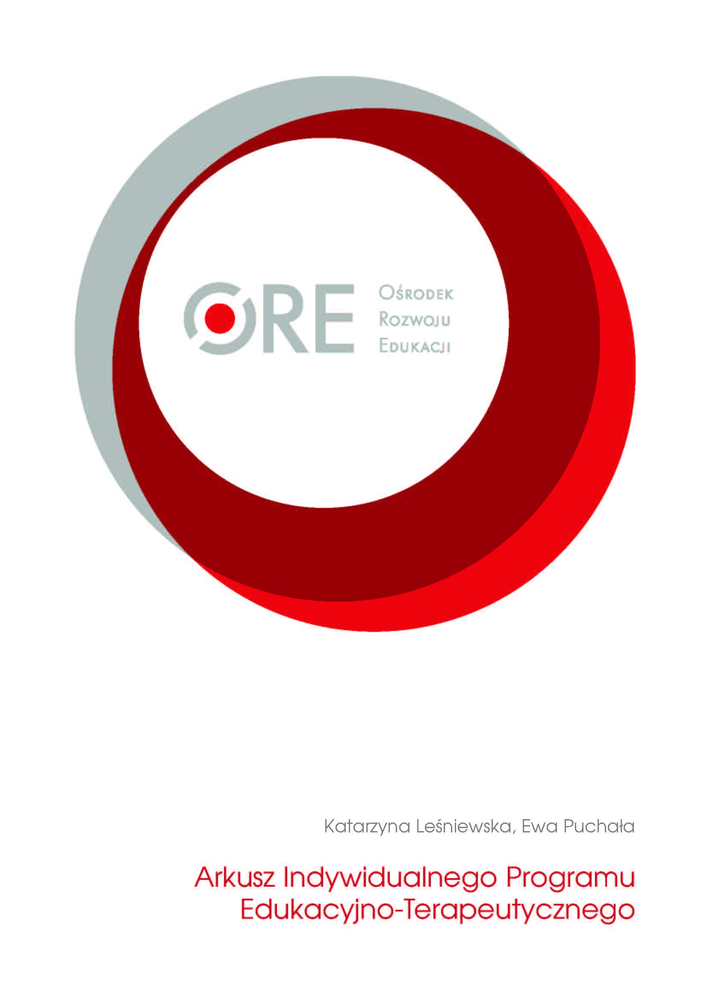 ORE
Ośrodek
Rozwoju
Edukacji
Katarzyna Leśniewska, Ewa Puchała
Arkusz Indywidualnego Programu
Edukacyjno-Terapeutycznego